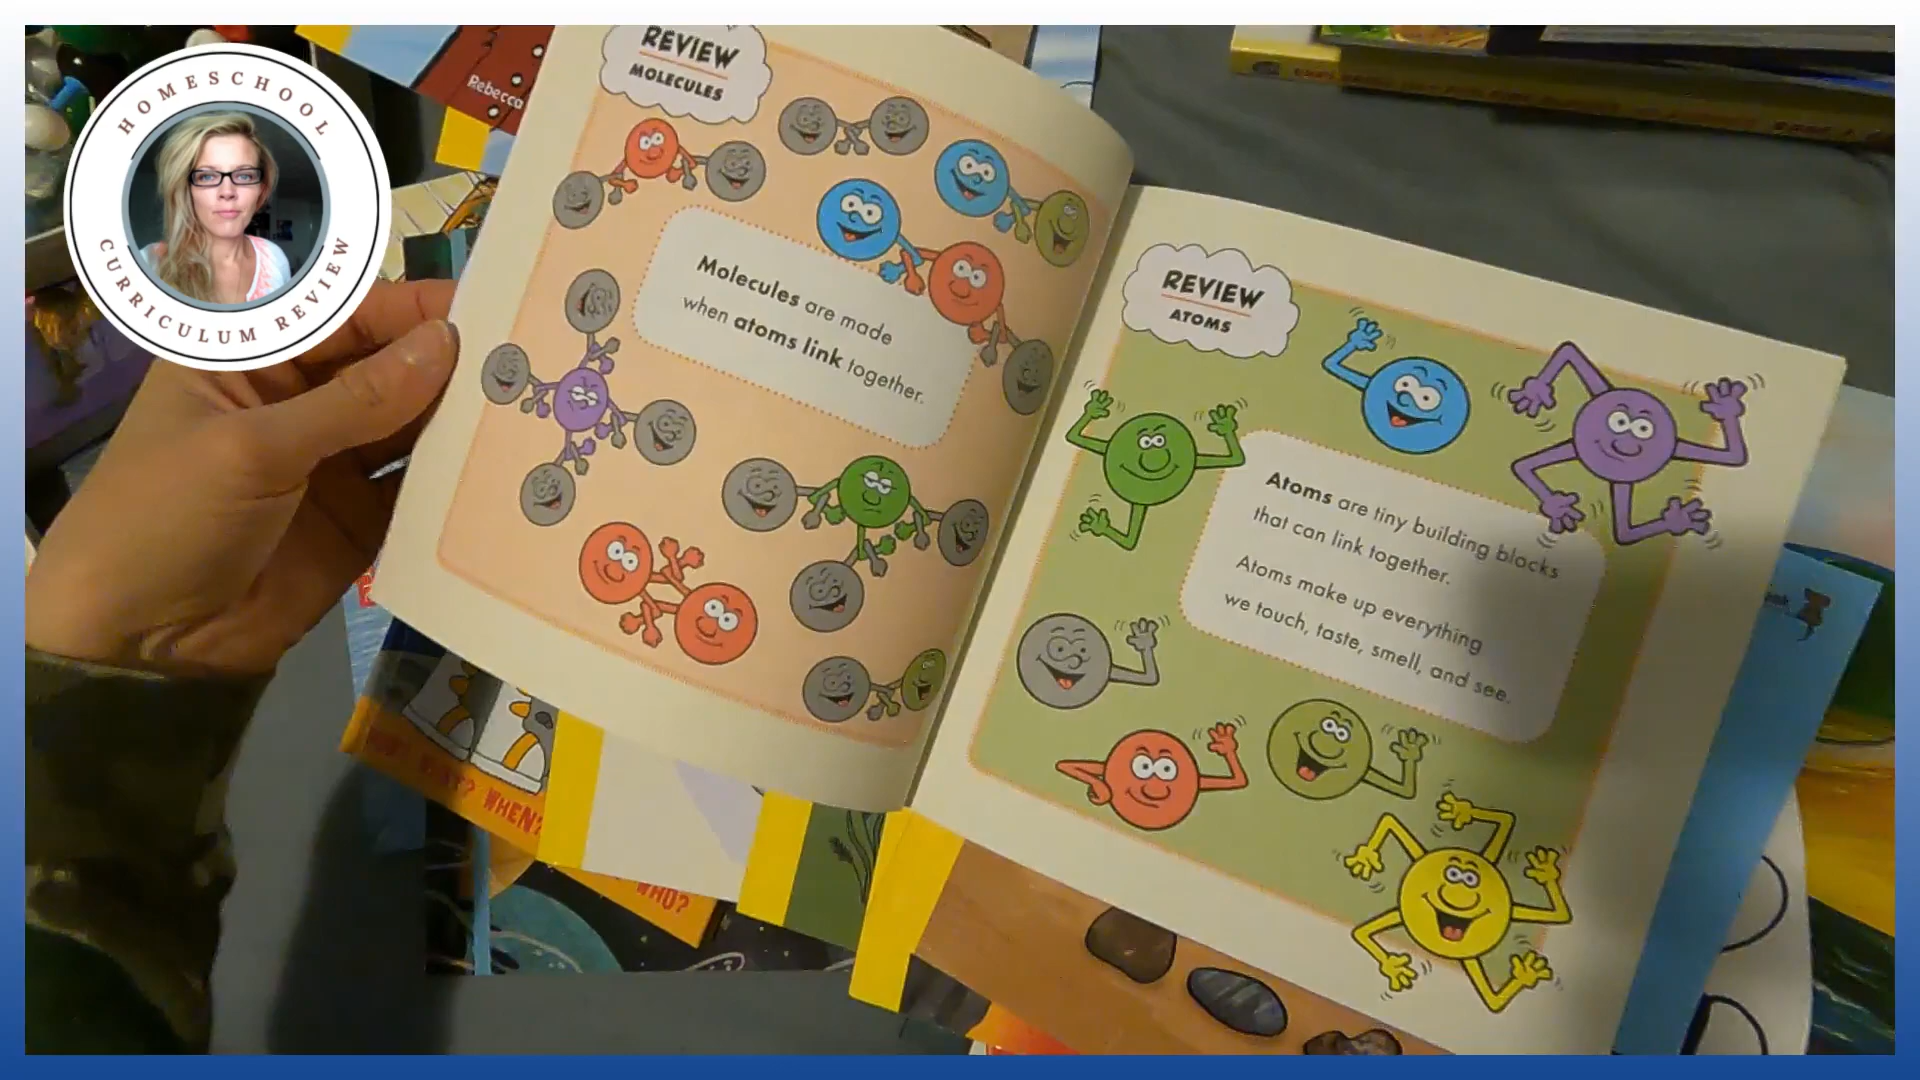 HOMESCHOOL
CURRICULUM REVIEW
Rebecca
REVIEW
MOLECULES
Molecules are made
when atoms link together.
REVIEW
ATOMS
Atoms are tiny building blocks
that can link together.
Atoms make up everything
we touch, taste, smell, and see.
WHEN?
WHO?